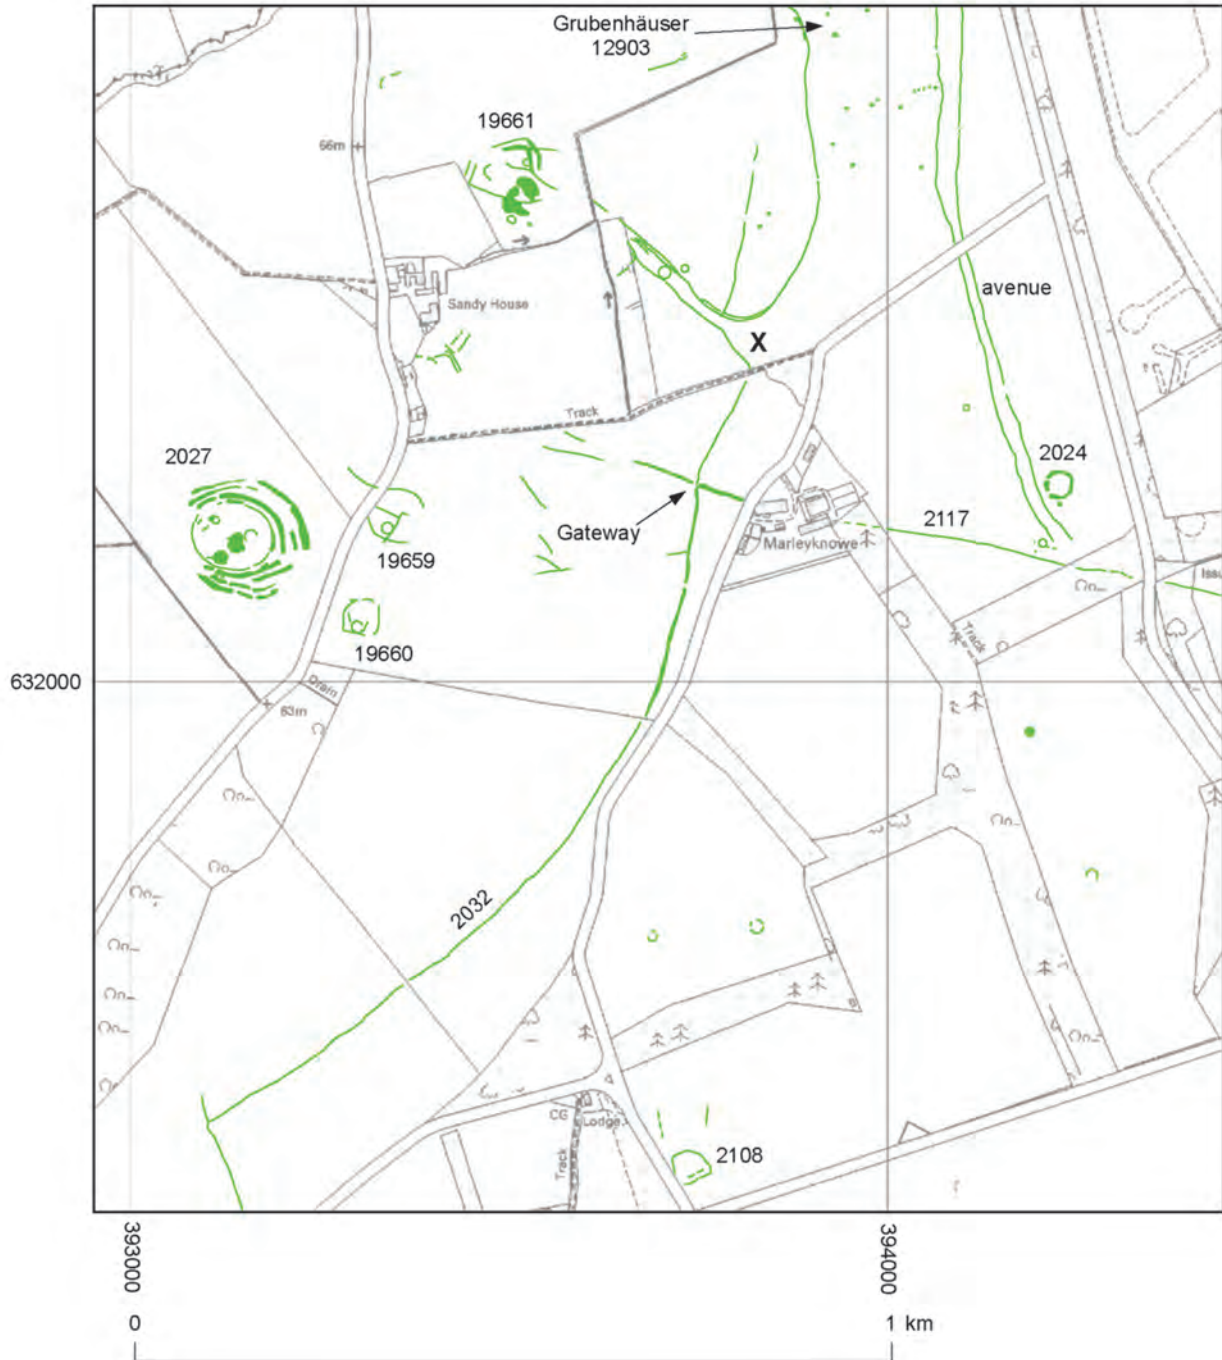 Grubenhäuser
12903
19661
66m
Sandy House
avenue
X
Track
2027
2024
Gateway
2117
Marleyknowe
19659
Issu
Track
19660
632000
Drain
63m
2032
CG
Lodge
Track
2108
393000
394000
0
1 km